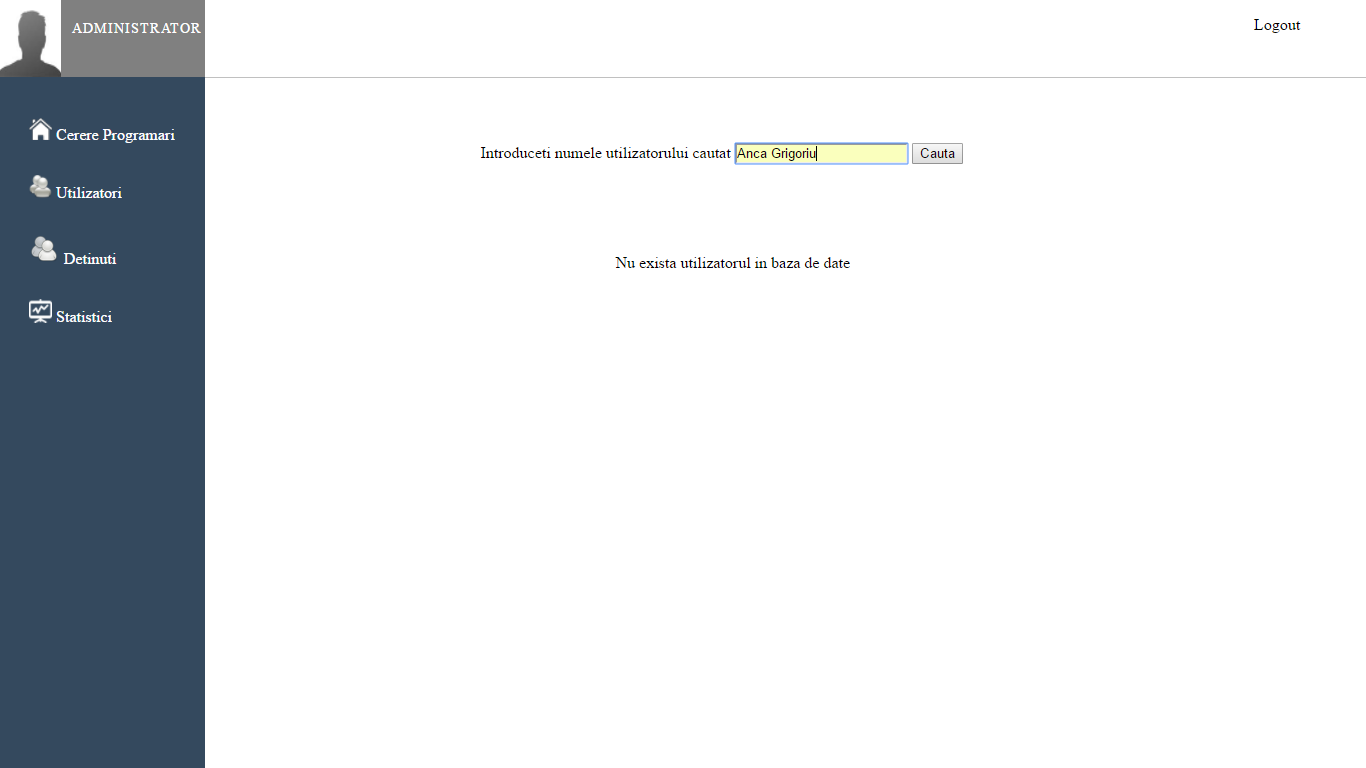 ADMINISTRATOR
Logout
Cerere Programari
Utilizatori
Detinuti
Statistici
Introduceti numele utilizatorului cautat Anca Grigoriu Cauta
Nu exista utilizatorul in baza de date